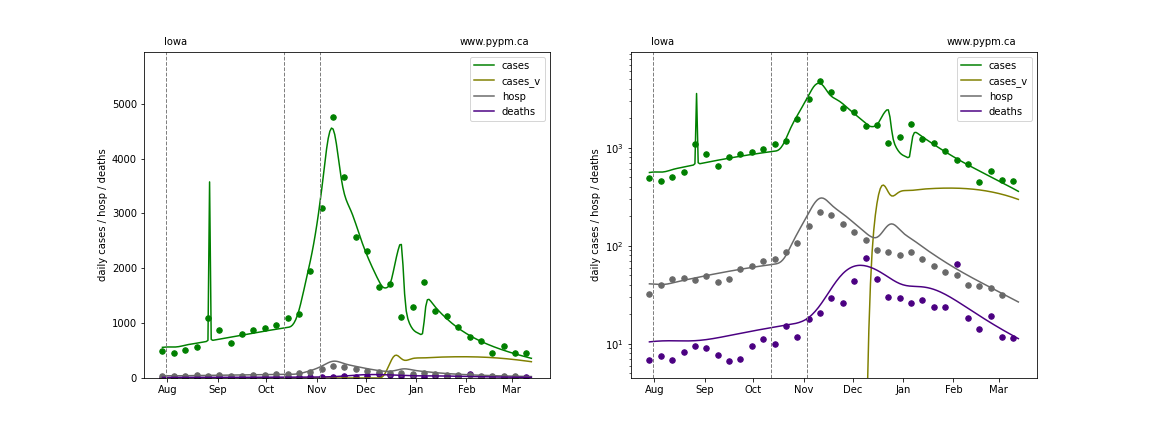 Iowa
www.pypm.ca
cases
cases_v
hosp
deaths
daily cases / hosp / deaths
5000
4000
3000
2000
1000
0
Aug Sep Oct Nov Dec Jan Feb Mar
Iowa
www.pypm.ca
cases
cases_v
hosp
deaths
daily cases / hosp / deaths
10³
10²
10¹
Aug Sep Oct Nov Dec Jan Feb Mar